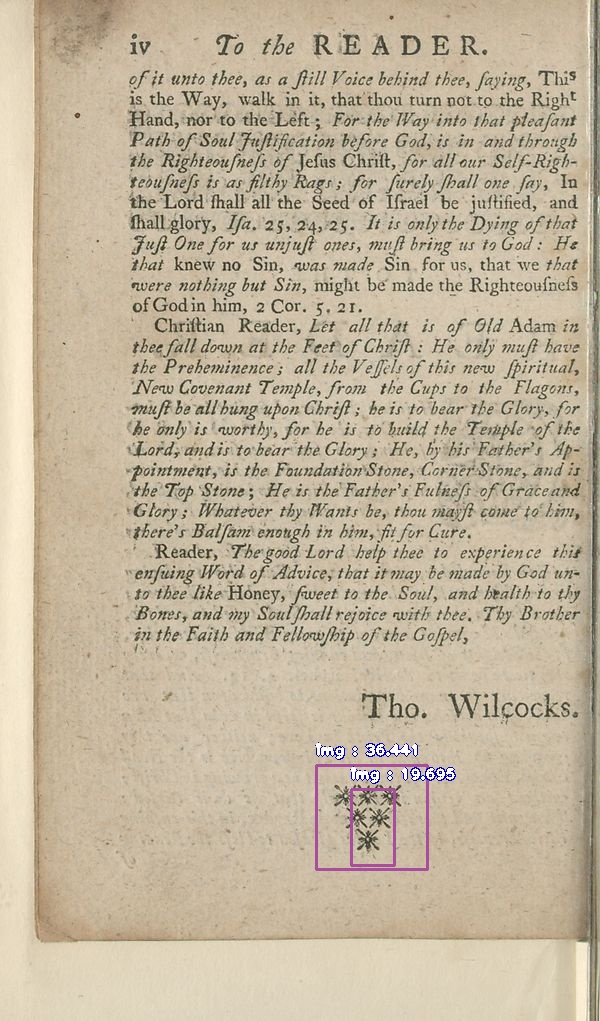 iv To the READER.
of it unto thee, as a ſtill Voice behind thee, ſaying, This
is the Way, walk in it, that thou turn not to the Right
Hand, nor to the Left; For the Way into that pleaſant
Path of Soul Juſtification before God, is in and through
the Righteouſneſs of Jeſus Chriſt, for all our Self-Righ-
teouſneſs is as filthy Rags; for ſurely ſhall one ſay, In
the Lord ſhall all the Seed of Iſrael be juſtified, and
ſhall glory, Iſa. 25, 24, 25. It is only the Dying of that
Juſt One for us unjuſt ones, muſt bring us to God: He
that knew no Sin, was made Sin for us, that we that
were nothing but Sin, might be made the Righteouſneſs
of God in him, 2 Cor. 5. 21.
Chriſtian Reader, Let all that is of Old Adam in
thee fall down at the Feet of Chriſt: He only muſt have
the Preheminence; all the Veſſels of this new ſpiritual,
New Covenant Temple, from the Cups to the Flagons,
muſt be all hung upon Chriſt; he is to bear the Glory, for
he only is worthy, for he is to build the Temple of the
Lord, and is to bear the Glory; He, by his Father's Ap-
pointment, is the Foundation Stone, Corner Stone, and is
the Top Stone; He is the Father's Fulneſs of Grace and
Glory; Whatever thy Wants be, thou mayſt come to him,
there's Balſam enough in him, fit for Cure.
Reader, The good Lord help thee to experience this
enſuing Word of Advice, that it may be made by God un-
to thee like Honey, ſweet to the Soul, and health to thy
Bones, and my Soul ſhall rejoice with thee. Thy Brother
in the Faith and Fellowſhip of the Goſpel,
Tho. Wilcocks.
img : 36.441
img : 19.695